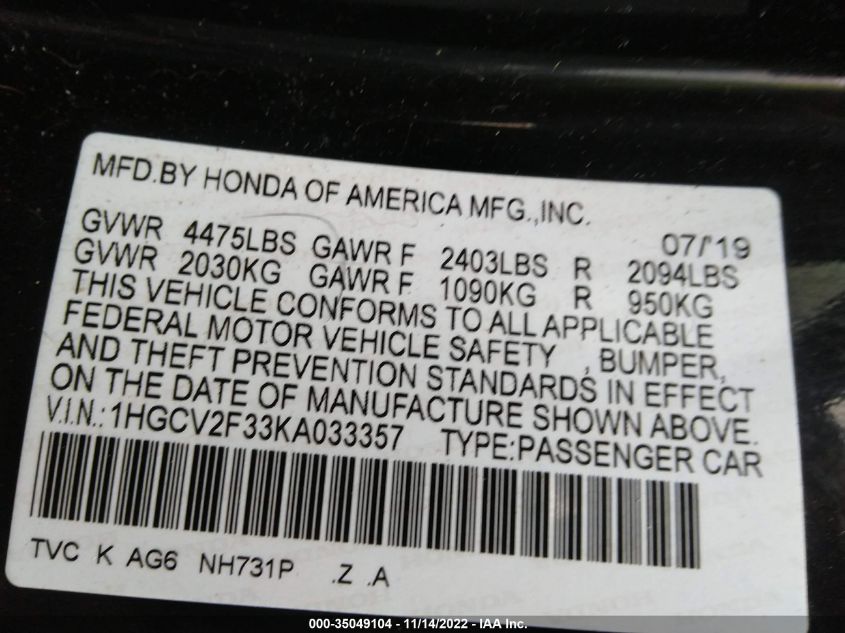 MFD.BY HONDA OF AMERICA MFG.,INC.
07/'19
GVWR 4475LBS GAWR F 2403LBS R 2094LBS
GVWR 2030KG GAWR F 1090KG R 950KG
THIS VEHICLE CONFORMS TO ALL APPLICABLE
FEDERAL MOTOR VEHICLE SAFETY , BUMPER,
AND THEFT PREVENTION STANDARDS IN EFFECT
ON THE DATE OF MANUFACTURE SHOWN ABOVE.
V.I.N.: 1HGCV2F33KA033357 TYPE:PASSENGER CAR
TVC K AG6 NH731P .Z .A
000-35049104 - 11/14/2022 - IAA Inc.